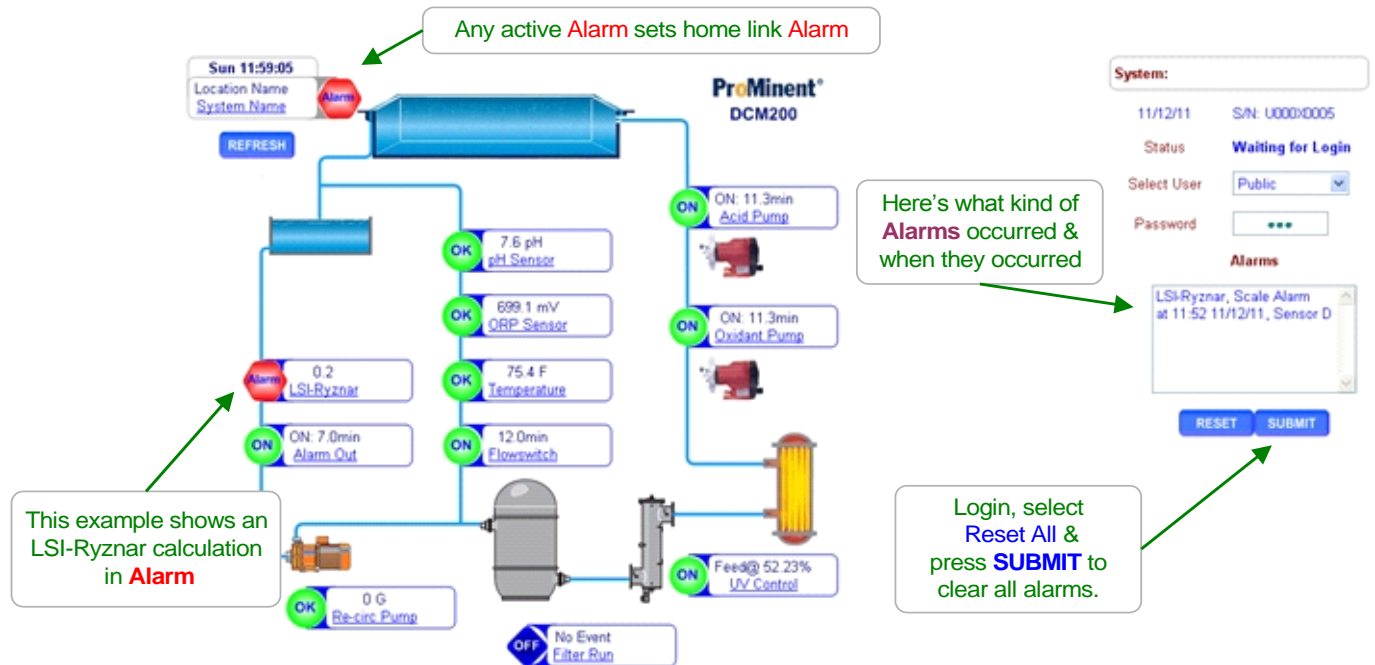 Any active Alarm sets home link Alarm
Sun 11:59:05
Location Name
System Name
Alarm
REFRESH
ProMinent®
DCM200
ON
ON: 11.3min
Acid Pump
OK
7.6 pH
pH Sensor
OK
699.1 mV
ORP Sensor
ON
ON: 11.3min
Oxidant Pump
Alarm
0.2
LSI-Ryznar
OK
75.4 F
Temperature
ON
ON: 7.0min
Alarm Out
OK
12.0min
Flowswitch
This example shows an
LSI-Ryznar calculation
in Alarm
OK
0 G
Re-circ Pump
ON
Feed@ 52.23%
UV Control
OFF
No Event
Filter Run
System:
11/12/11 S/N: U000X0005
Status Waiting for Login
Select User Public
Password
Alarms
LSI-Ryznar, Scale Alarm
at 11:52 11/12/11, Sensor D
RESET SUBMIT
Here's what kind of
Alarms occurred &
when they occurred
Login, select
Reset All &
press SUBMIT to
clear all alarms.